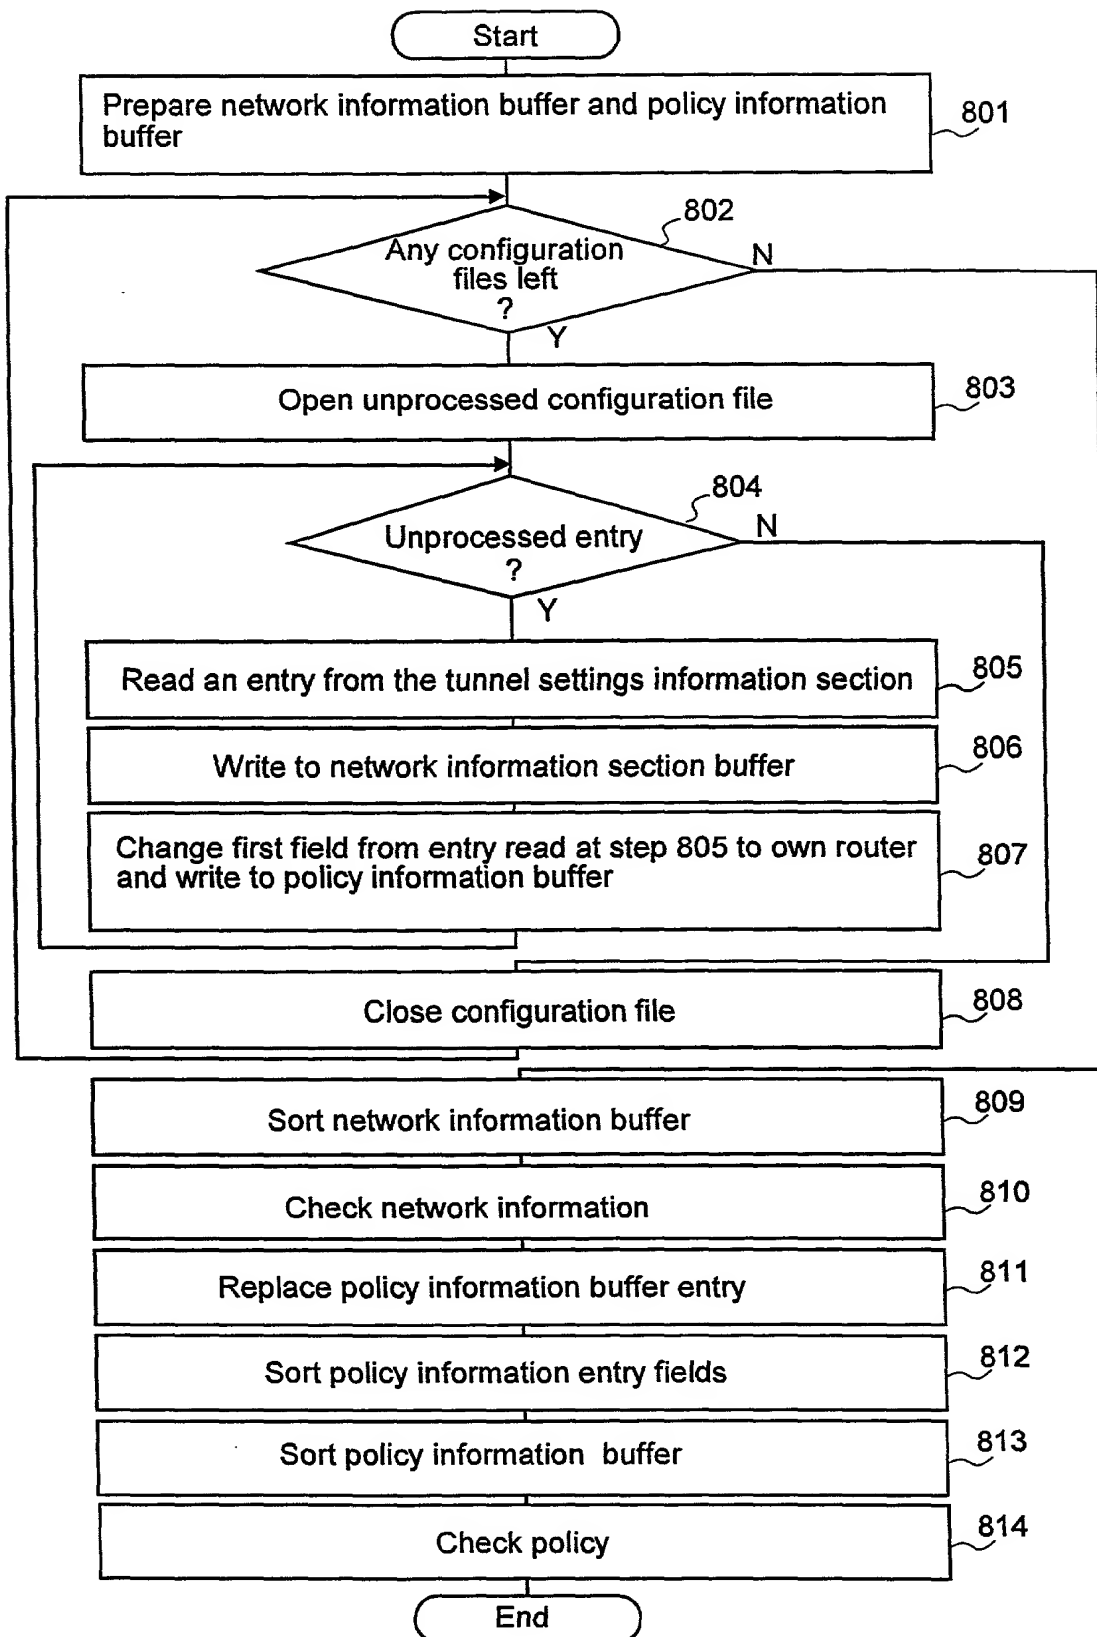 Start
Prepare network information buffer and policy information
buffer
801
802
Any configuration
files left
?
N
Y
Open unprocessed configuration file
803
804
Unprocessed entry
?
N
Y
Read an entry from the tunnel settings information section
805
Write to network information section buffer
806
Change first field from entry read at step 805 to own router
and write to policy information buffer
807
Close configuration file
808
Sort network information buffer
809
Check network information
810
Replace policy information buffer entry
811
Sort policy information entry fields
812
Sort policy information buffer
813
Check policy
814
End